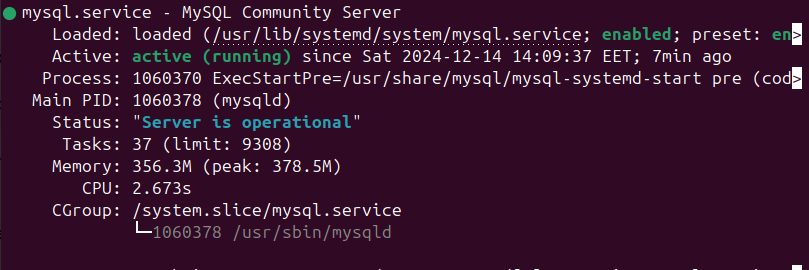 ● mysql.service - MySQL Community Server
Loaded: loaded (/usr/lib/systemd/system/mysql.service; enabled; preset: en>
Active: active (running) since Sat 2024-12-14 14:09:37 EET; 7min ago
Process: 1060370 ExecStartPre=/usr/share/mysql/mysql-systemd-start pre (cod>
Main PID: 1060378 (mysqld)
Status: "Server is operational"
Tasks: 37 (limit: 9308)
Memory: 356.3M (peak: 378.5M)
CPU: 2.673s
CGroup: /system.slice/mysql.service
└─1060378 /usr/sbin/mysqld